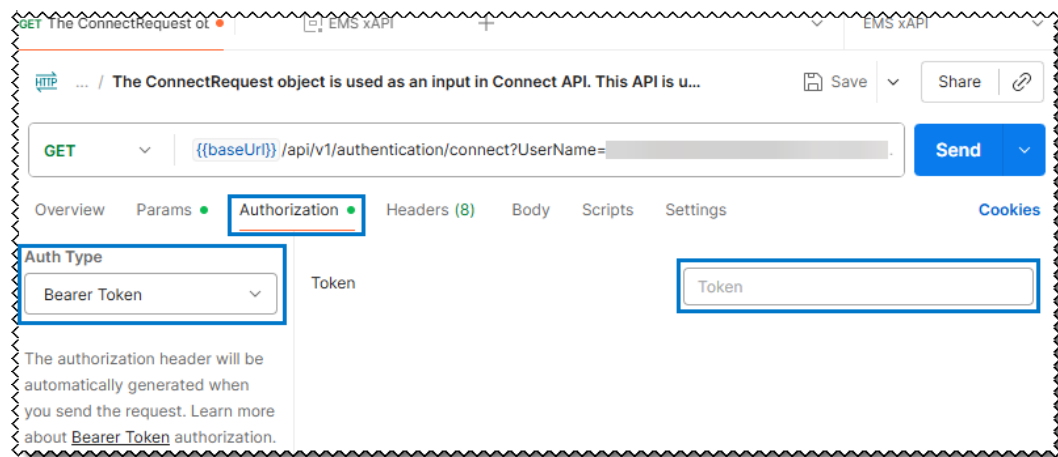 GET The ConnectRequest ob
EMS xAPI
EMS xAPI
HTTP ... / The ConnectRequest object is used as an input in Connect API. This API is u...
Save
Share
GET
{{baseUrl}} /api/v1/authentication/connect?UserName=
Send
Overview Params Authorization Headers (8) Body Scripts Settings Cookies
Auth Type
Bearer Token
Token
Token
The authorization header will be
automatically generated when
you send the request. Learn more
about Bearer Token authorization.